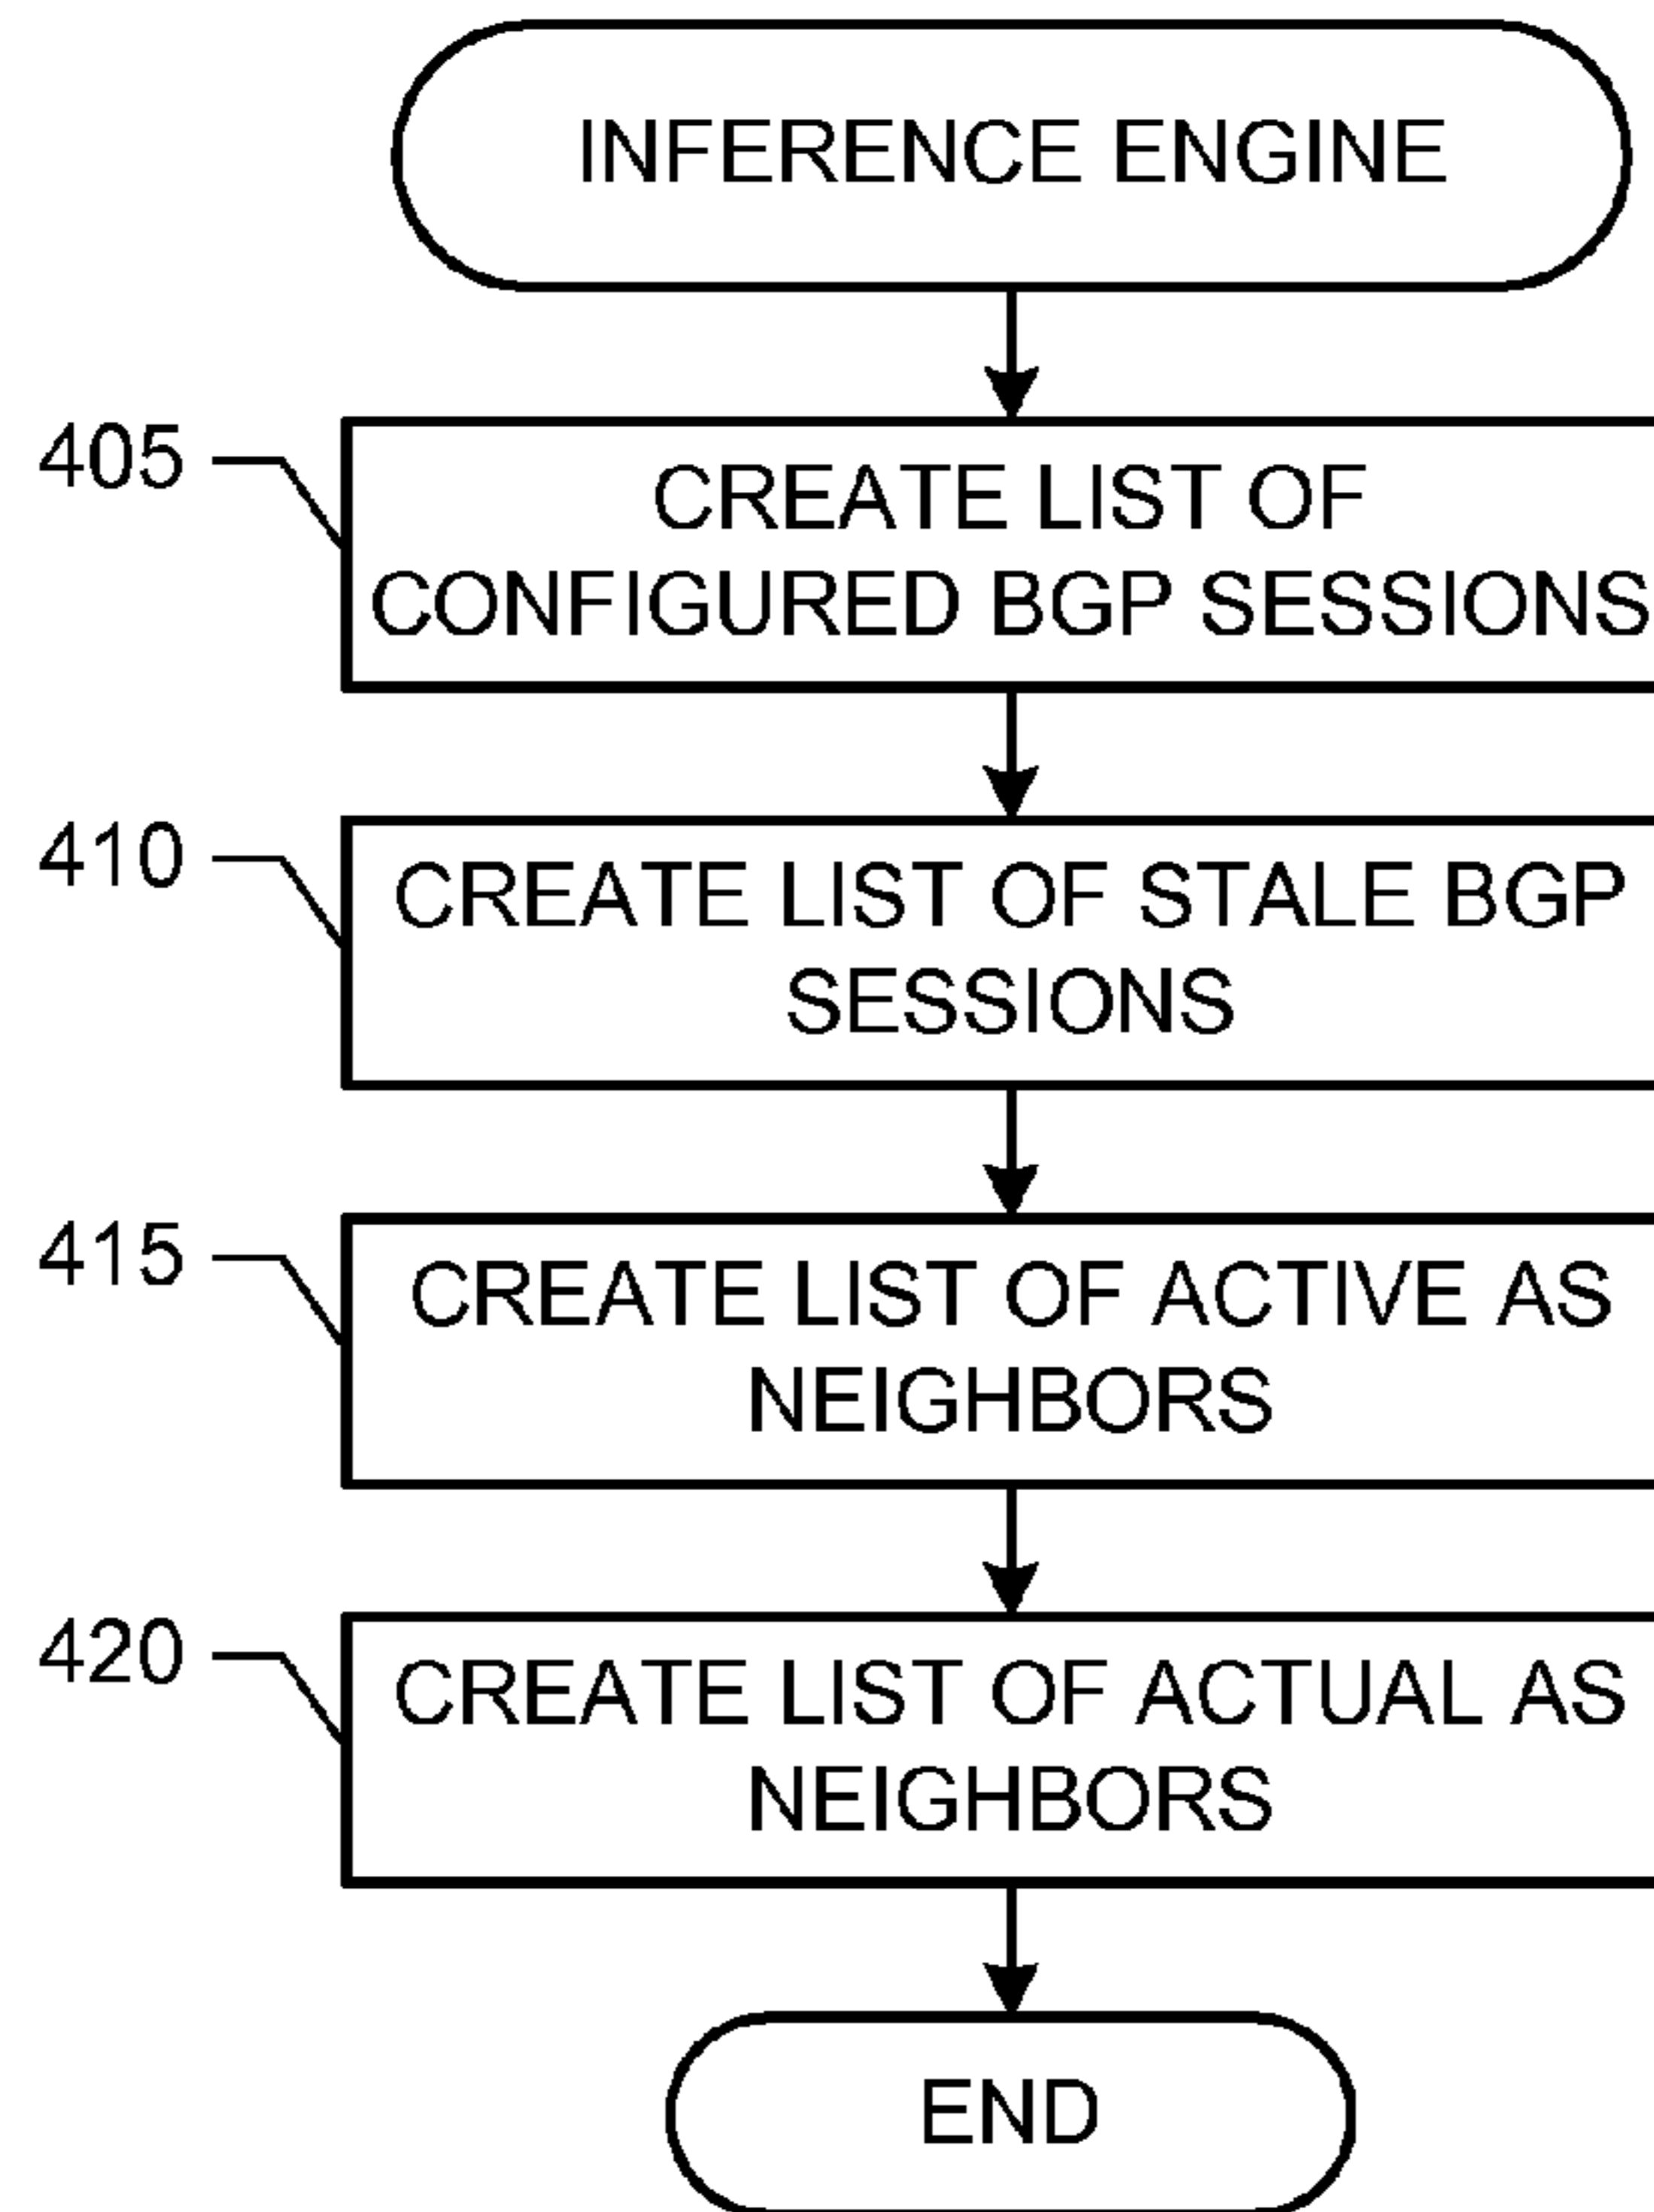 INFERENCE ENGINE
405
CREATE LIST OF
CONFIGURED BGP SESSIONS
410
CREATE LIST OF STALE BGP
SESSIONS
415
CREATE LIST OF ACTIVE AS
NEIGHBORS
420
CREATE LIST OF ACTUAL AS
NEIGHBORS
END